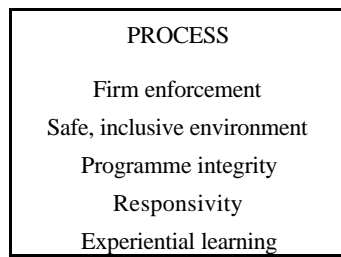 PROCESS
Firm enforcement
Safe, inclusive environment
Programme integrity
Responsivity
Experiential learning